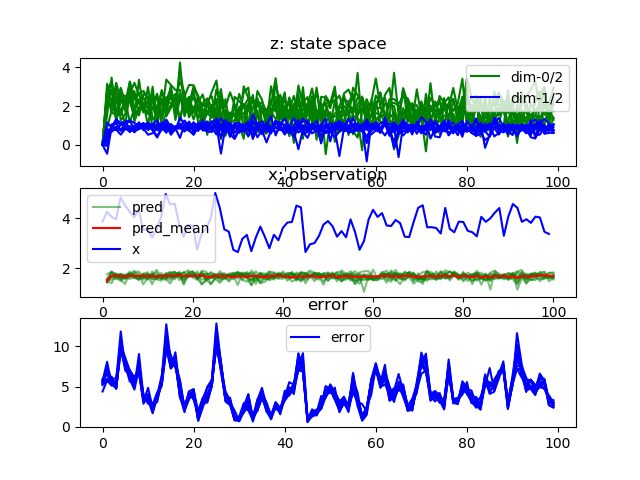 z: state space
4
2
0
dim-0/2
dim-1/2
0 20 40 60 80 100
x: observation
4
2
pred
pred_mean
x
0 20 40 60 80 100
error
10
5
0
error
0 20 40 60 80 100